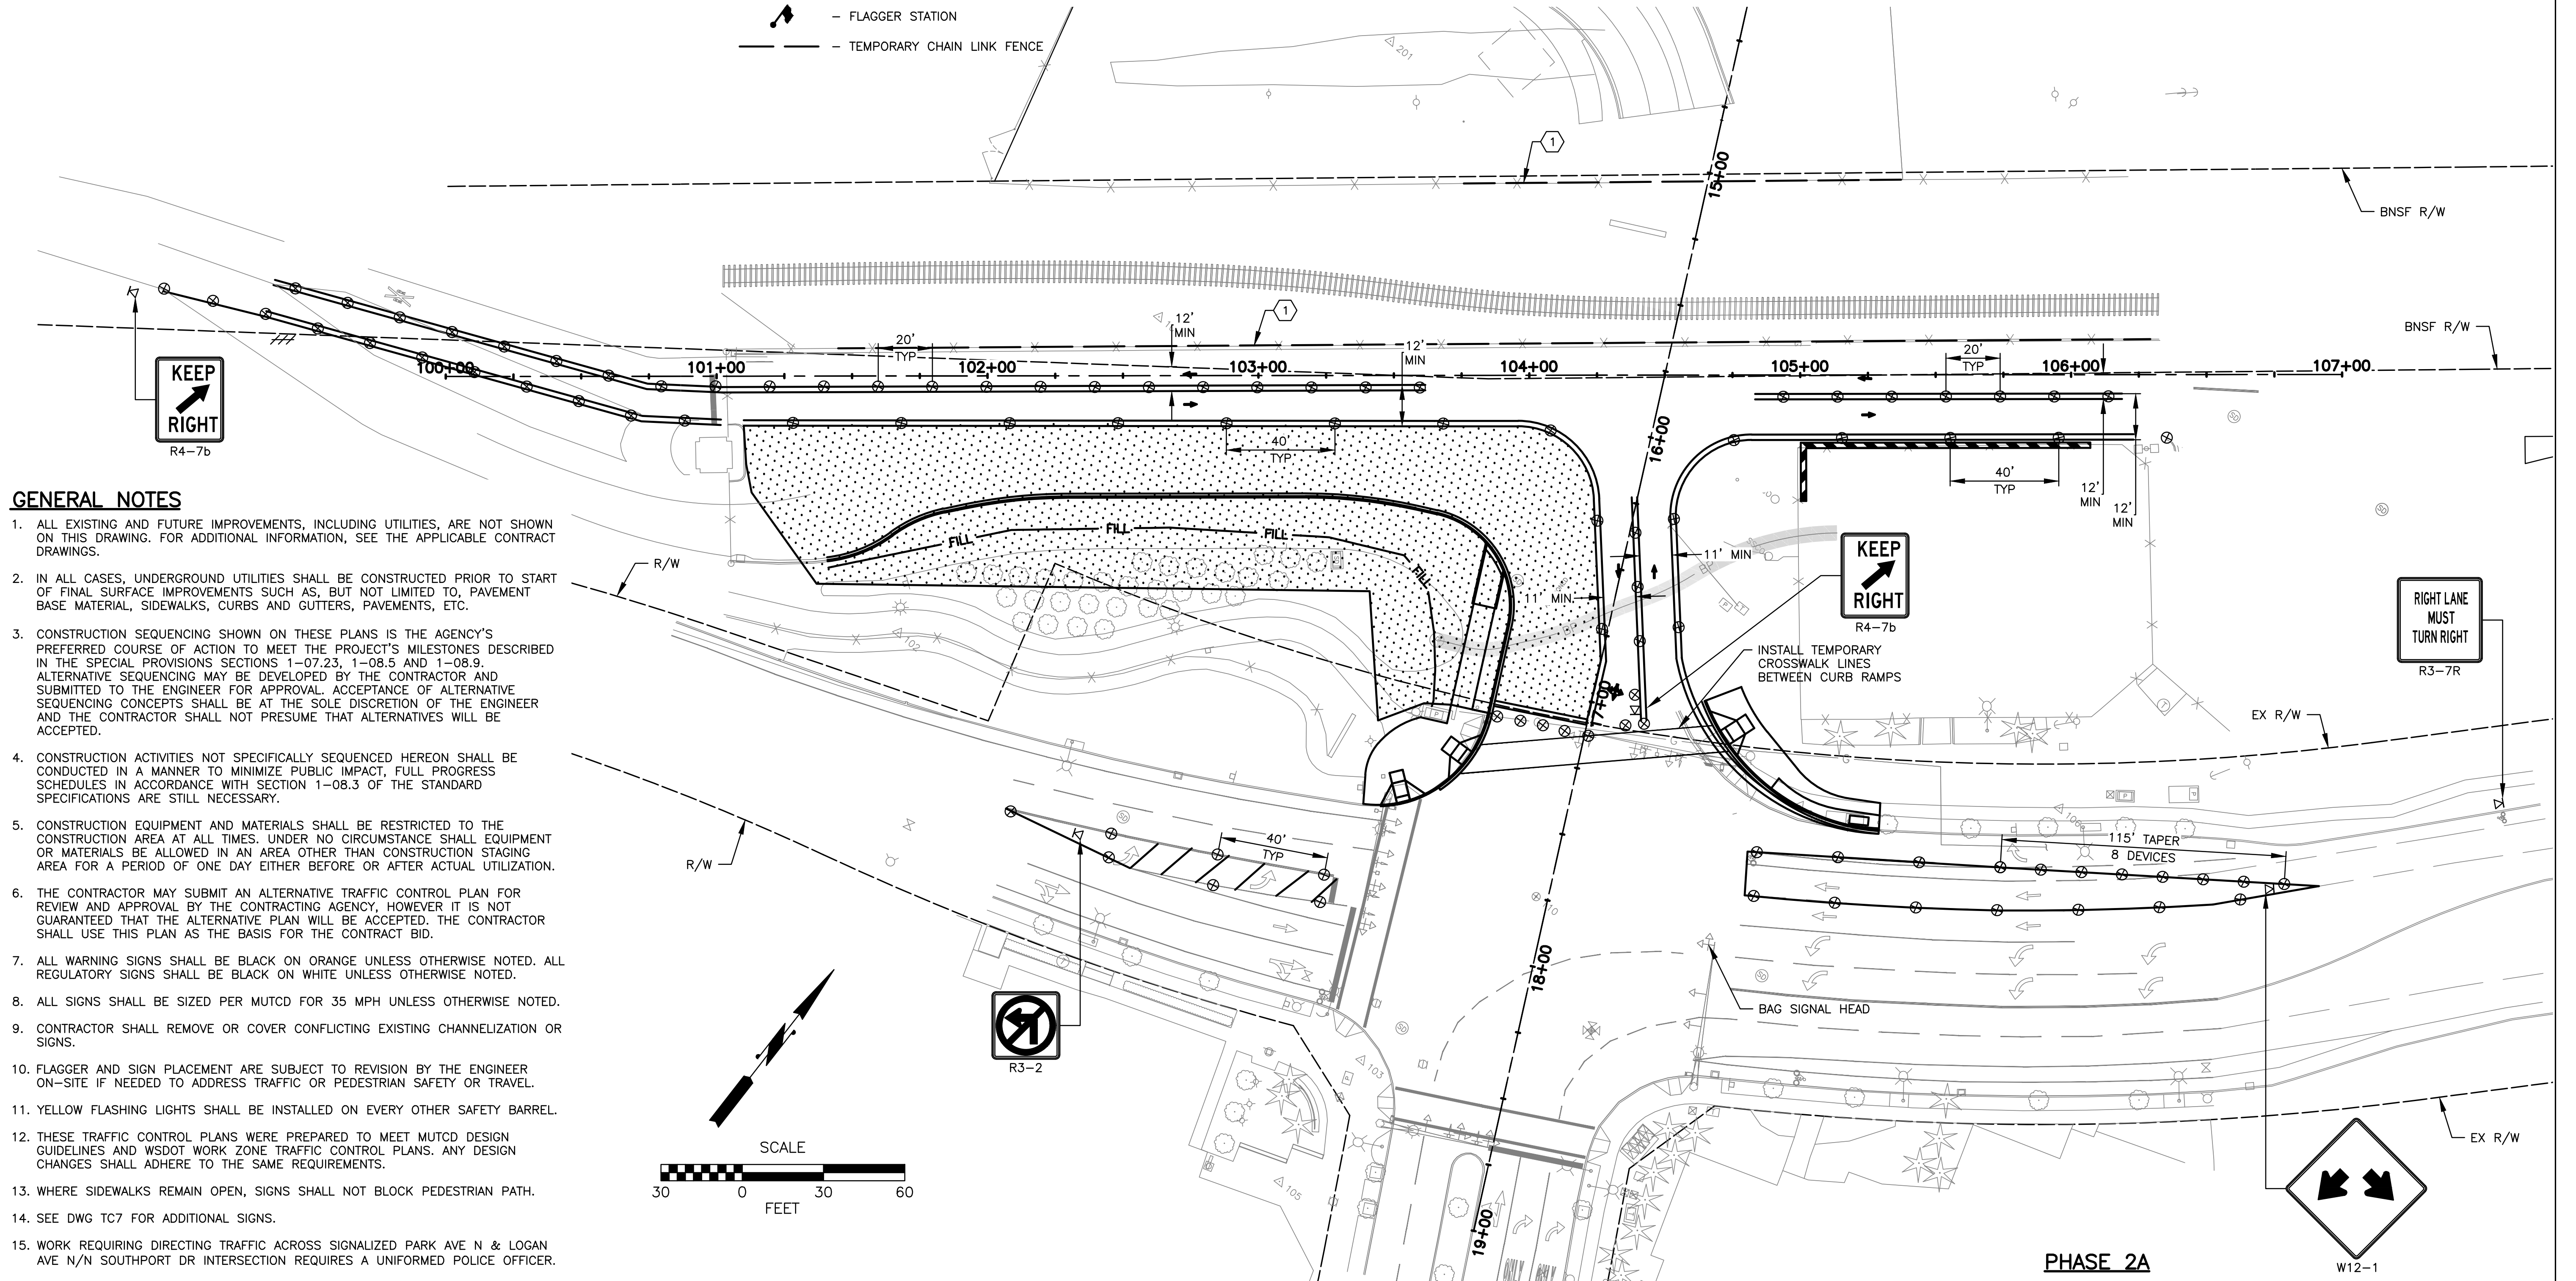 – FLAGGER STATION
– TEMPORARY CHAIN LINK FENCE
201
1
15+00
BNSF R/W
BNSF R/W
1
12'
MIN
20'
TYP
12'
MIN
20'
TYP
100+00
101+00
102+00
103+00
104+00
105+00
106+00
107+00
KEEP
RIGHT
R4–7b
40'
TYP
16+00
40'
TYP
12'
MIN
12'
MIN
SD
SD
GENERAL NOTES
1. ALL EXISTING AND FUTURE IMPROVEMENTS, INCLUDING UTILITIES, ARE NOT SHOWN
ON THIS DRAWING. FOR ADDITIONAL INFORMATION, SEE THE APPLICABLE CONTRACT
DRAWINGS.
2. IN ALL CASES, UNDERGROUND UTILITIES SHALL BE CONSTRUCTED PRIOR TO START
OF FINAL SURFACE IMPROVEMENTS SUCH AS, BUT NOT LIMITED TO, PAVEMENT
BASE MATERIAL, SIDEWALKS, CURBS AND GUTTERS, PAVEMENTS, ETC.
3. CONSTRUCTION SEQUENCING SHOWN ON THESE PLANS IS THE AGENCY'S
PREFERRED COURSE OF ACTION TO MEET THE PROJECT'S MILESTONES DESCRIBED
IN THE SPECIAL PROVISIONS SECTIONS 1–07.23, 1–08.5 AND 1–08.9.
ALTERNATIVE SEQUENCING MAY BE DEVELOPED BY THE CONTRACTOR AND
SUBMITTED TO THE ENGINEER FOR APPROVAL. ACCEPTANCE OF ALTERNATIVE
SEQUENCING CONCEPTS SHALL BE AT THE SOLE DISCRETION OF THE ENGINEER
AND THE CONTRACTOR SHALL NOT PRESUME THAT ALTERNATIVES WILL BE
ACCEPTED.
4. CONSTRUCTION ACTIVITIES NOT SPECIFICALLY SEQUENCED HEREON SHALL BE
CONDUCTED IN A MANNER TO MINIMIZE PUBLIC IMPACT, FULL PROGRESS
SCHEDULES IN ACCORDANCE WITH SECTION 1–08.3 OF THE STANDARD
SPECIFICATIONS ARE STILL NECESSARY.
5. CONSTRUCTION EQUIPMENT AND MATERIALS SHALL BE RESTRICTED TO THE
CONSTRUCTION AREA AT ALL TIMES. UNDER NO CIRCUMSTANCE SHALL EQUIPMENT
OR MATERIALS BE ALLOWED IN AN AREA OTHER THAN CONSTRUCTION STAGING
AREA FOR A PERIOD OF ONE DAY EITHER BEFORE OR AFTER ACTUAL UTILIZATION.
6. THE CONTRACTOR MAY SUBMIT AN ALTERNATIVE TRAFFIC CONTROL PLAN FOR
REVIEW AND APPROVAL BY THE CONTRACTING AGENCY, HOWEVER IT IS NOT
GUARANTEED THAT THE ALTERNATIVE PLAN WILL BE ACCEPTED. THE CONTRACTOR
SHALL USE THIS PLAN AS THE BASIS FOR THE CONTRACT BID.
7. ALL WARNING SIGNS SHALL BE BLACK ON ORANGE UNLESS OTHERWISE NOTED. ALL
REGULATORY SIGNS SHALL BE BLACK ON WHITE UNLESS OTHERWISE NOTED.
8. ALL SIGNS SHALL BE SIZED PER MUTCD FOR 35 MPH UNLESS OTHERWISE NOTED.
9. CONTRACTOR SHALL REMOVE OR COVER CONFLICTING EXISTING CHANNELIZATION OR
SIGNS.
10. FLAGGER AND SIGN PLACEMENT ARE SUBJECT TO REVISION BY THE ENGINEER
ON–SITE IF NEEDED TO ADDRESS TRAFFIC OR PEDESTRIAN SAFETY OR TRAVEL.
11. YELLOW FLASHING LIGHTS SHALL BE INSTALLED ON EVERY OTHER SAFETY BARREL.
12. THESE TRAFFIC CONTROL PLANS WERE PREPARED TO MEET MUTCD DESIGN
GUIDELINES AND WSDOT WORK ZONE TRAFFIC CONTROL PLANS. ANY DESIGN
CHANGES SHALL ADHERE TO THE SAME REQUIREMENTS.
13. WHERE SIDEWALKS REMAIN OPEN, SIGNS SHALL NOT BLOCK PEDESTRIAN PATH.
14. SEE DWG TC7 FOR ADDITIONAL SIGNS.
15. WORK REQUIRING DIRECTING TRAFFIC ACROSS SIGNALIZED PARK AVE N & LOGAN
AVE N/N SOUTHPORT DR INTERSECTION REQUIRES A UNIFORMED POLICE OFFICER.
FILL
FILL
FILL
FILL
R/W
11' MIN
11' MIN
BP
BP
KEEP
RIGHT
R4–7b
102
INSTALL TEMPORARY
CROSSWALK LINES
BETWEEN CURB RAMPS
RIGHT LANE
MUST
TURN RIGHT
R3–7R
EX R/W
7+00
R/W
SD
40'
TYP
106
115' TAPER
8 DEVICES
110
SD
BAG SIGNAL HEAD
18+00
R3–2
SD
103
105
SCALE
30 0 30 60
FEET
19+00
ONLY
ONLY
EX R/W
W12–1
PHASE 2A